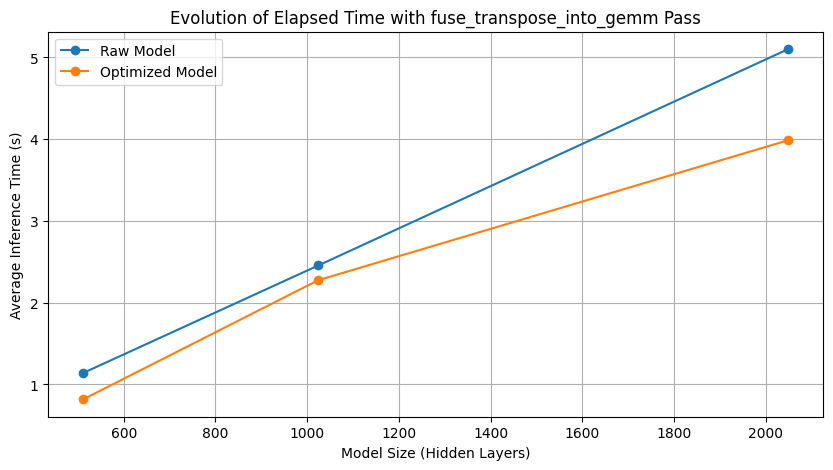 Evolution of Elapsed Time with fuse_transpose_into_gemm Pass
Raw Model
Optimized Model
Average Inference Time (s)
5
4
3
2
1
600
800
1000
1200
1400
1600
1800
2000
Model Size (Hidden Layers)